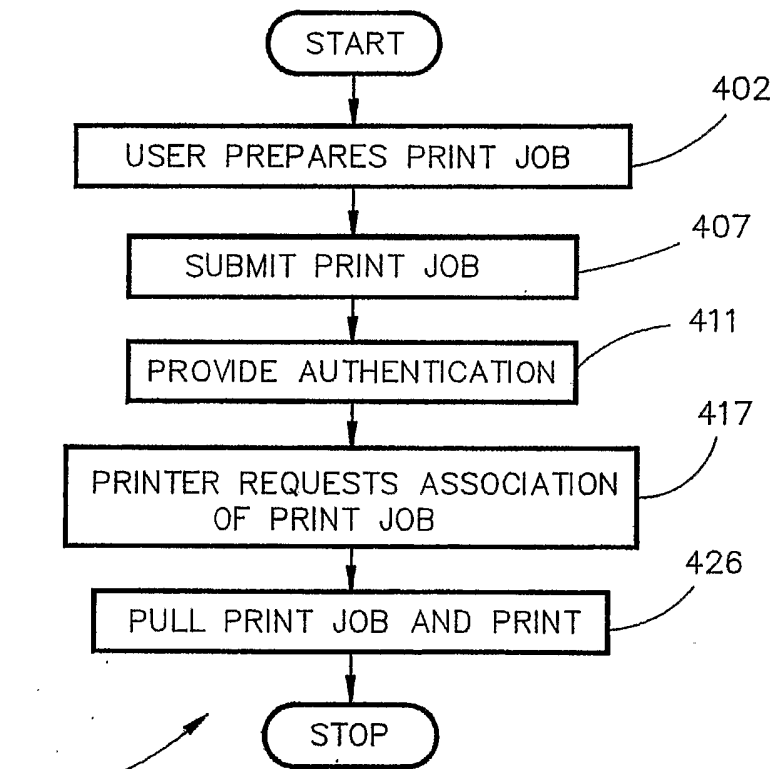 START
402
USER PREPARES PRINT JOB
407
SUBMIT PRINT JOB
411
PROVIDE AUTHENTICATION
417
PRINTER REQUESTS ASSOCIATION
OF PRINT JOB
426
PULL PRINT JOB AND PRINT
STOP